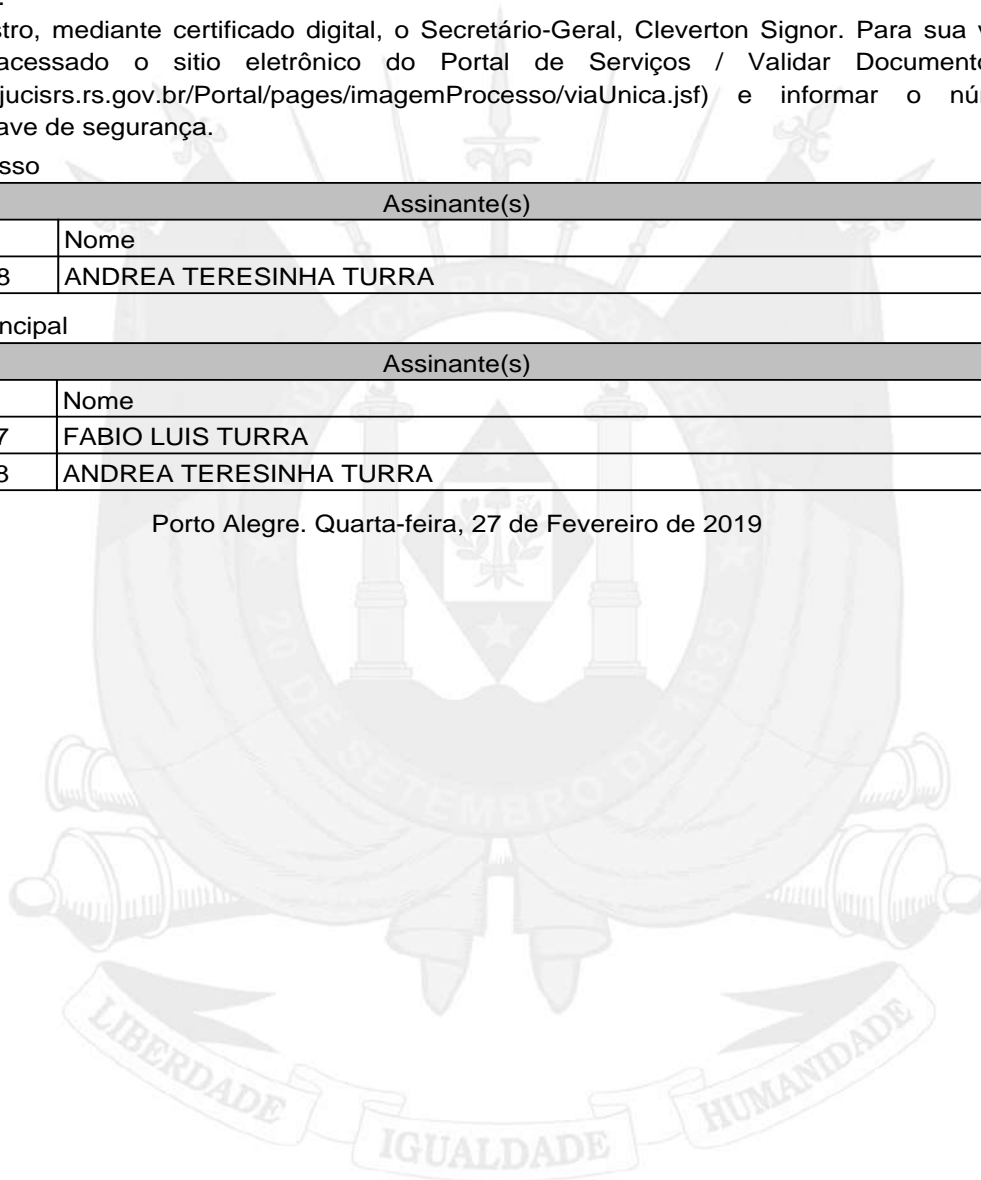 stro, mediante certificado digital, o Secretário-Geral, Cleverton Signor. Para sua v
acessado o sitio eletrônico do Portal de Serviços / Validar Document
jucisrs.rs.gov.br/Portal/pages/imagemProcesso/viaUnica.jsf) e informar o nú
ave de segurança.
sso
Assinante(s)
Nome
8 ANDREA TERESINHA TURRA
ncipal
Assinante(s)
Nome
7 FABIO LUIS TURRA
8 ANDREA TERESINHA TURRA
Porto Alegre. Quarta-feira, 27 de Fevereiro de 2019
RIO GRA
20 DE SETEMBRO DE 1835
LIBERDADE IGUALDADE HUMANIDADE